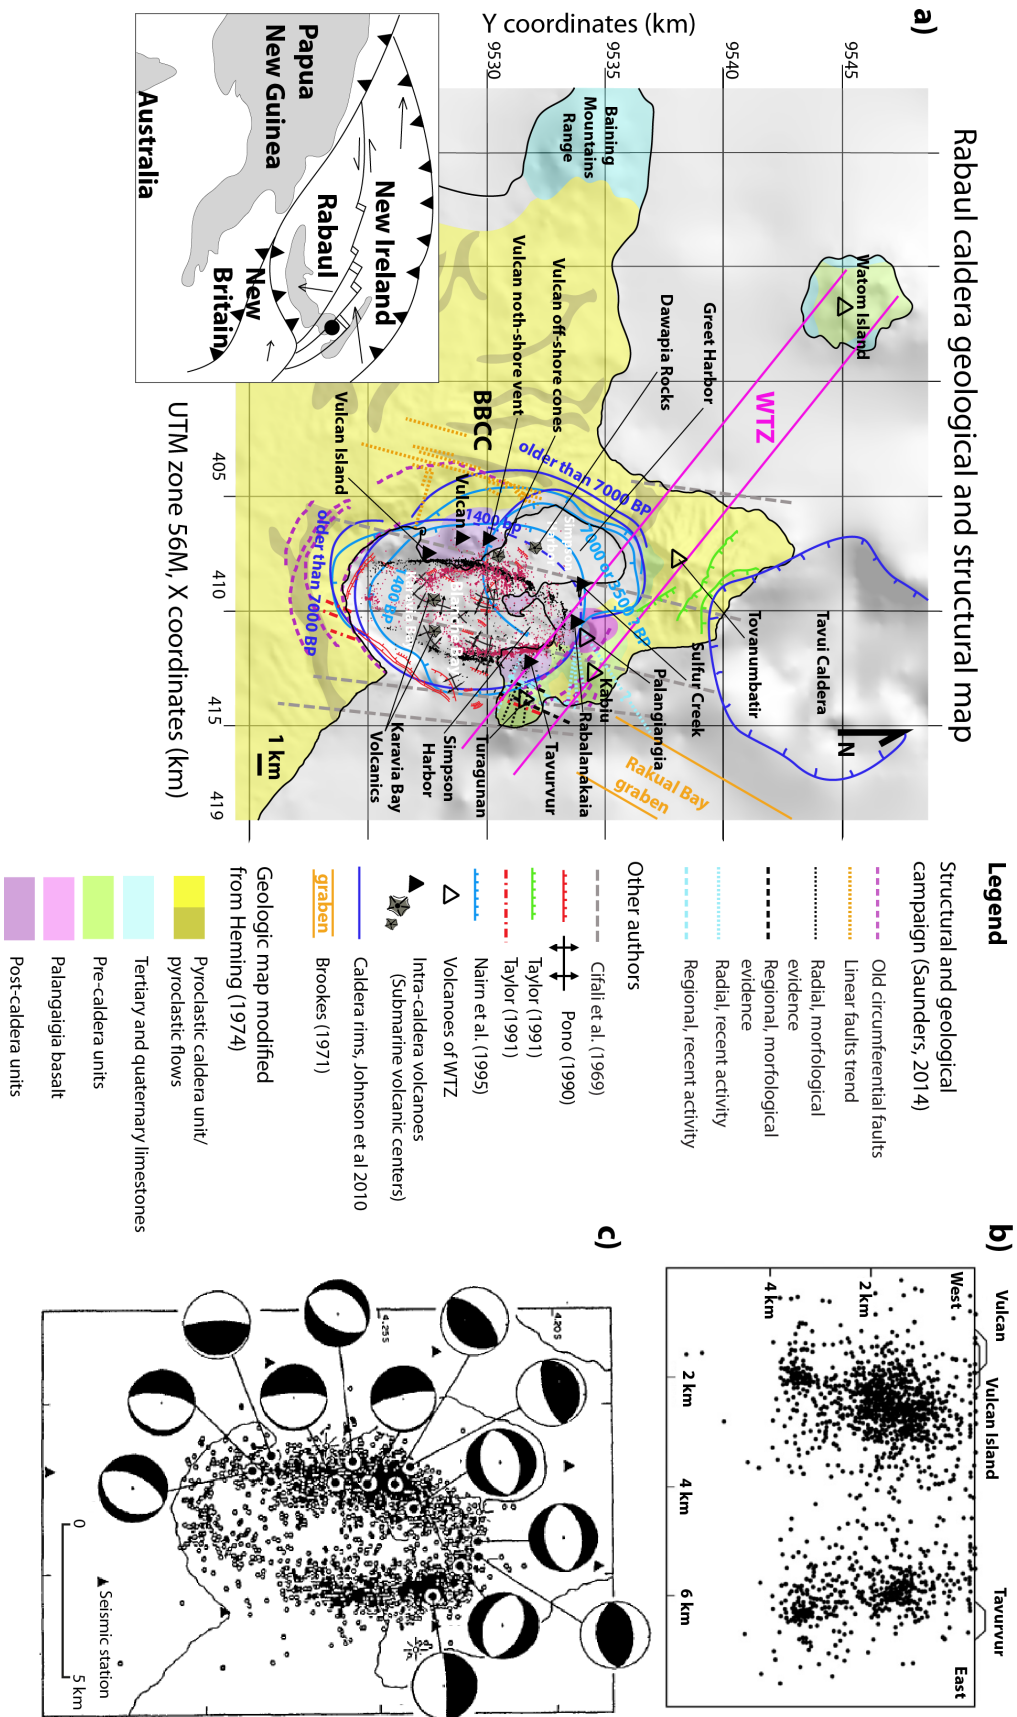 a)
Rabaul caldera geological and structural map
Y coordinates (km)
9545
9540
9535
9530
405
410
415
419
UTM zone 56M, X coordinates (km)
Watom Island
WTZ
Baining
Mountains
Range
Greet Harbor
Dawapia Rocks
Vulcan off-shore cones
Vulcan noth-shore vent
BBCC
Vulcan Island
Vulcan
older than 7000 BP
1400 BP
1400 BP
older than 7000 BP
Tavui Caldera
Tovanumbatir
Sulfur Creek
Palangiangia
Kabiu
Rabalanakaia
Tavurvur
Turagunan
Simpson
Harbor
Karavia Bay
Volcanics
Rakual Bay
graben
N
1 km
Papua
New Guinea
Australia
New Ireland
Rabaul
New
Britain
Legend
Structural and geological
campaign (Saunders, 2014)
Old circumferential faults
Linear faults trend
Radial, morfological
evidence
Regional, morfological
evidence
Radial, recent activity
Regional, recent activity
Other authors
Cifali et al. (1969)
Pono (1990)
Taylor (1991)
Taylor (1991)
Naim et al. (1995)
Volcanoes of WTZ
Intra-caldera volcanoes
(Submarine volcanic centers)
Caldera rims, Johnson et al 2010
graben
Brookes (1971)
Geologic map modified
from Heming (1974)
Pyroclastic caldera unit/
pyroclastic flows
Tertiary and quaternary limestones
Pre-caldera units
Palangaigia basalt
Post-caldera units
b)
Vulcan
Vulcan Island
Tavurvur
West
East
2 km
4 km
2 km
4 km
6 km
c)
4.20S
4.25S
0
5 km
Seismic station